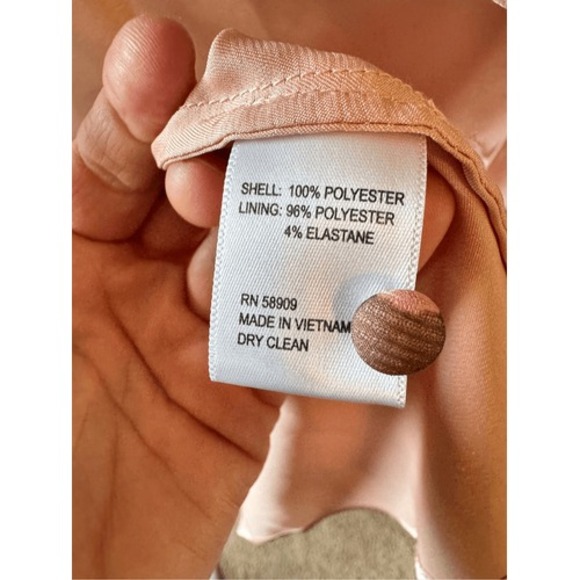 SHELL: 100% POLYESTER
LINING: 96% POLYESTER
4% ELASTANE
RN 58909
MADE IN VIETNAM
DRY CLEAN